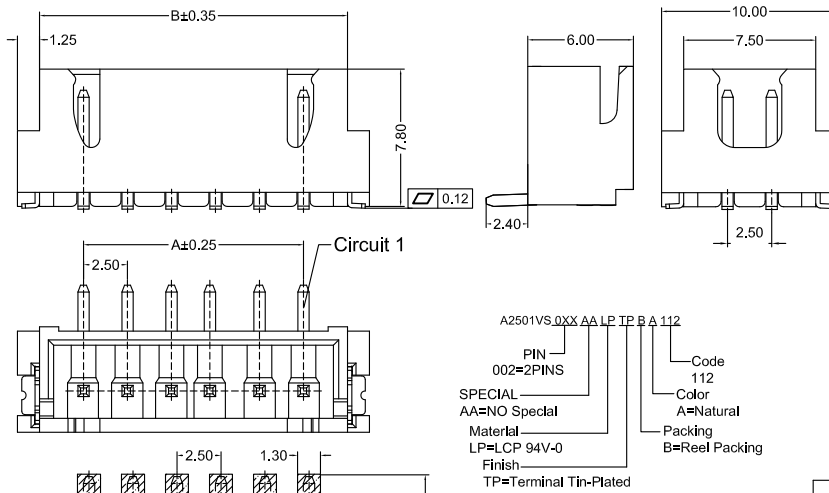 B±0.35
1.25
7.80
0.12
6.00
2.40
10.00
7.50
2.50
A±0.25
2.50
Circuit 1
2.50
1.30
A2501VS 0XX AA LP TP B A 112
PIN
002=2PINS
SPECIAL
AA=NO Special
Material
LP=LCP 94V-0
Finish
TP=Terminal Tin-Plated
Code
112
Color
A=Natural
Packing
B=Reel Packing